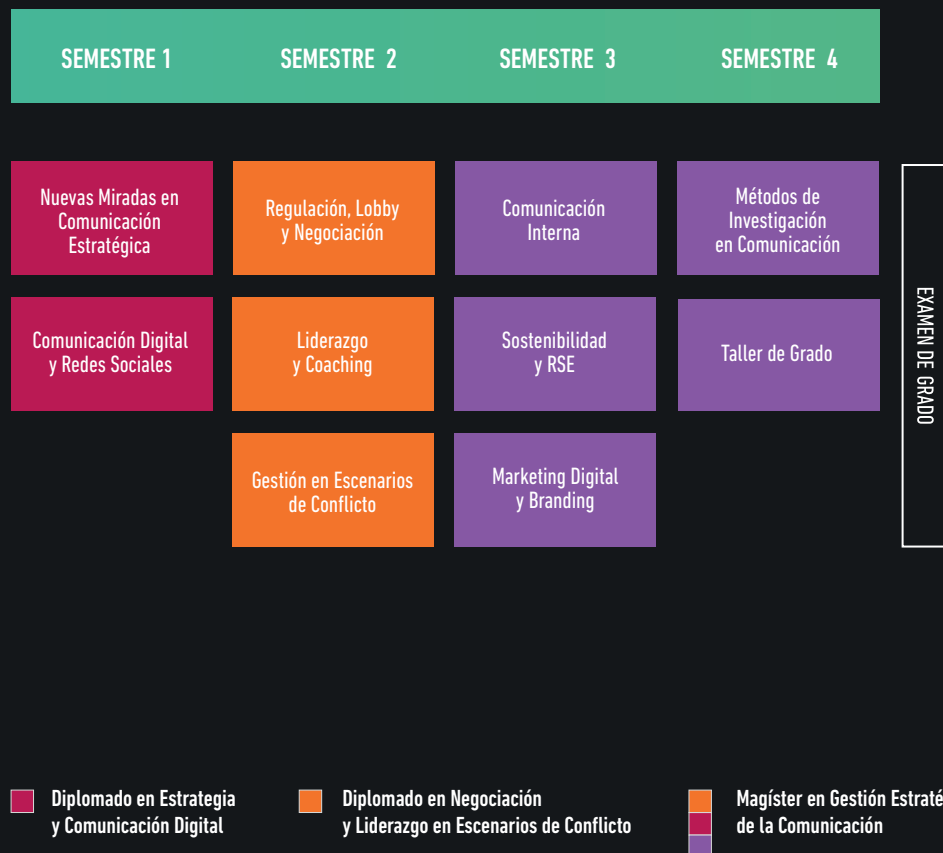 SEMESTRE 1
SEMESTRE 2
SEMESTRE 3
SEMESTRE 4
Nuevas Miradas en
Comunicación
Estratégica
Regulación, Lobby
y Negociación
Comunicación
Interna
Métodos de
Investigación
en Comunicación
Comunicación Digital
y Redes Sociales
Liderazgo
y Coaching
Sostenibilidad
y RSE
Taller de Grado
Gestión en Escenarios
de Conflicto
Marketing Digital
y Branding
EXAMEN DE GRADO
Diplomado en Estrategia
y Comunicación Digital
Diplomado en Negociación
y Liderazgo en Escenarios de Conflicto
Magíster en Gestión Estraté
de la Comunicación